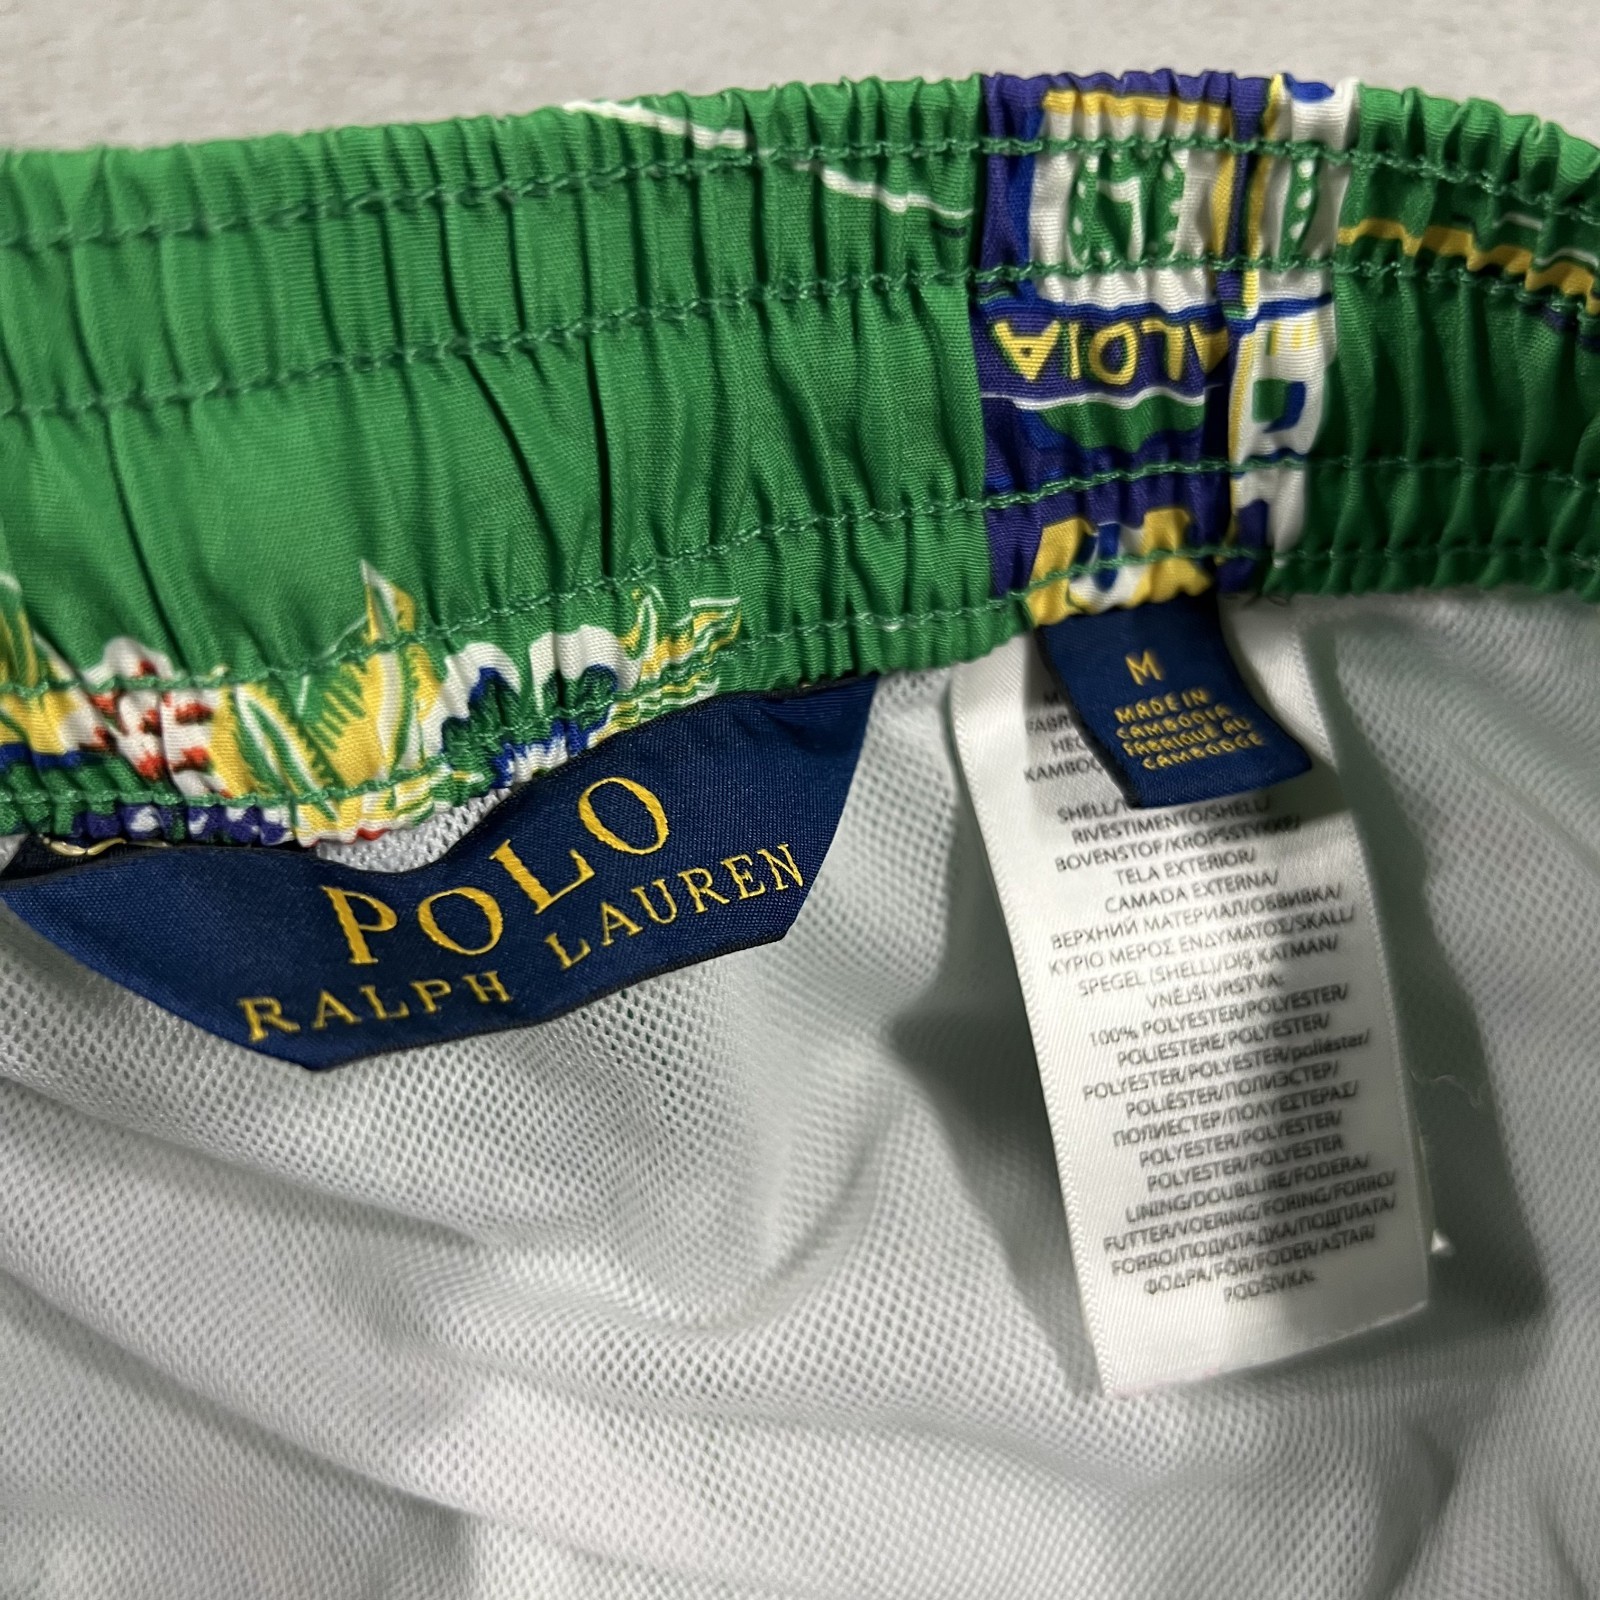 POLO
RALPH LAUREN
M
MADE IN
CAMBODIA
FABRIQUÉ AU
CAMBODGE
SHELL/
RIVESTIMENTO/SHELL/
BOVENSTOF/KROPSSTYKKE/
TELA EXTERIOR/
CAMADA EXTERNA/
ВЕРХНИЙ МАТЕРИАЛ/ОБВИВКА/
ΚΥΡΙΟ ΜΕΡΟΣ ΕΝΔΥΜΑΤΟΣ/SKALL/
SPEGEL (SHELL)/DIŞ KATMAN/
VNĚJŠÍ VRSTVA:
100% POLYESTER/POLYESTER/
POLIESTERE/POLYESTER/
POLYESTER/POLYESTER/poliéster/
POLIÉSTER/ПОЛИЭСТЕР/
ПОЛИЕСТЕР/ΠΟΛΥΕΣΤΕΡΑΣ/
POLYESTER/POLYESTER/
POLYESTER/POLYESTER
LINING/DOUBLURE/FODERA/
FUTTER/VOERING/FORING/FORRO/
FORRO/ПОДКЛАДКА/ПОДПЛАТА/
ΦΟΔΡΑ/FÔR/FODER/ASTAR/
PODŠÍVKA: